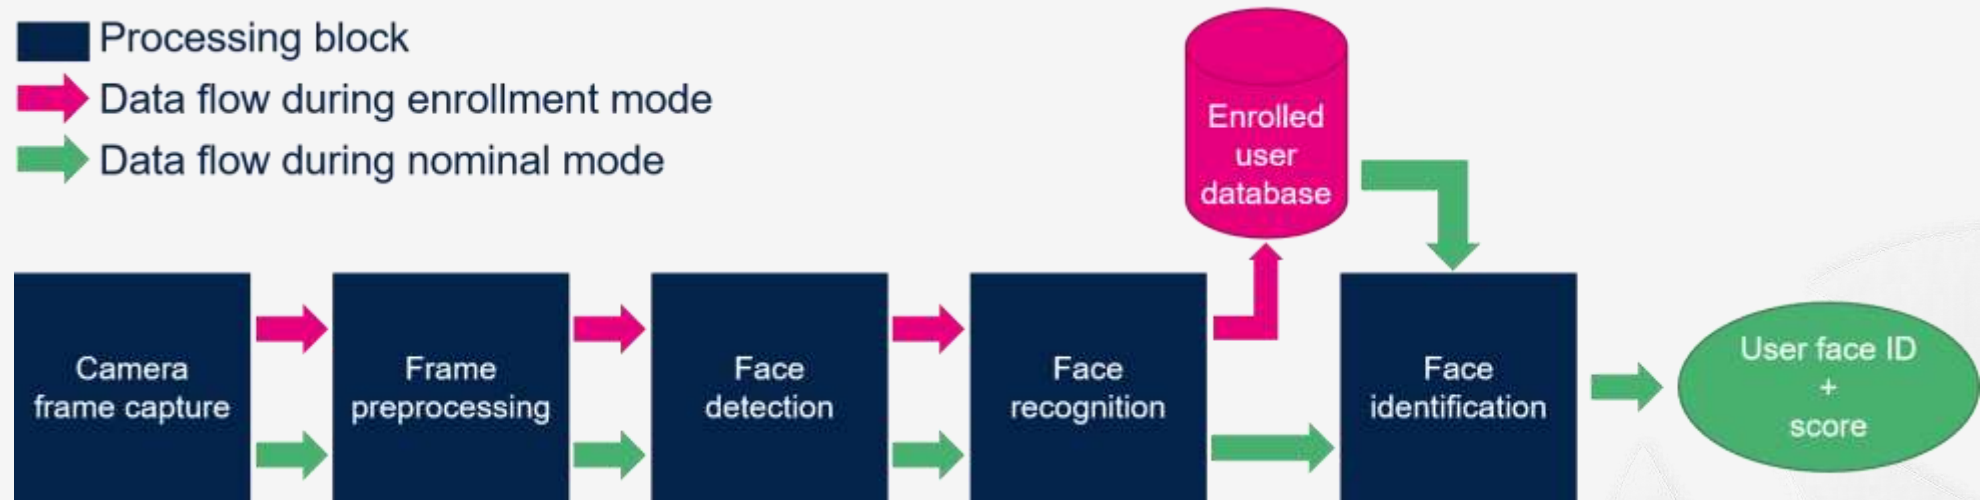 Processing block
Data flow during enrollment mode
Data flow during nominal mode
Enrolled
user
database
Camera
frame capture
Frame
preprocessing
Face
detection
Face
recognition
Face
identification
User face ID
+
score